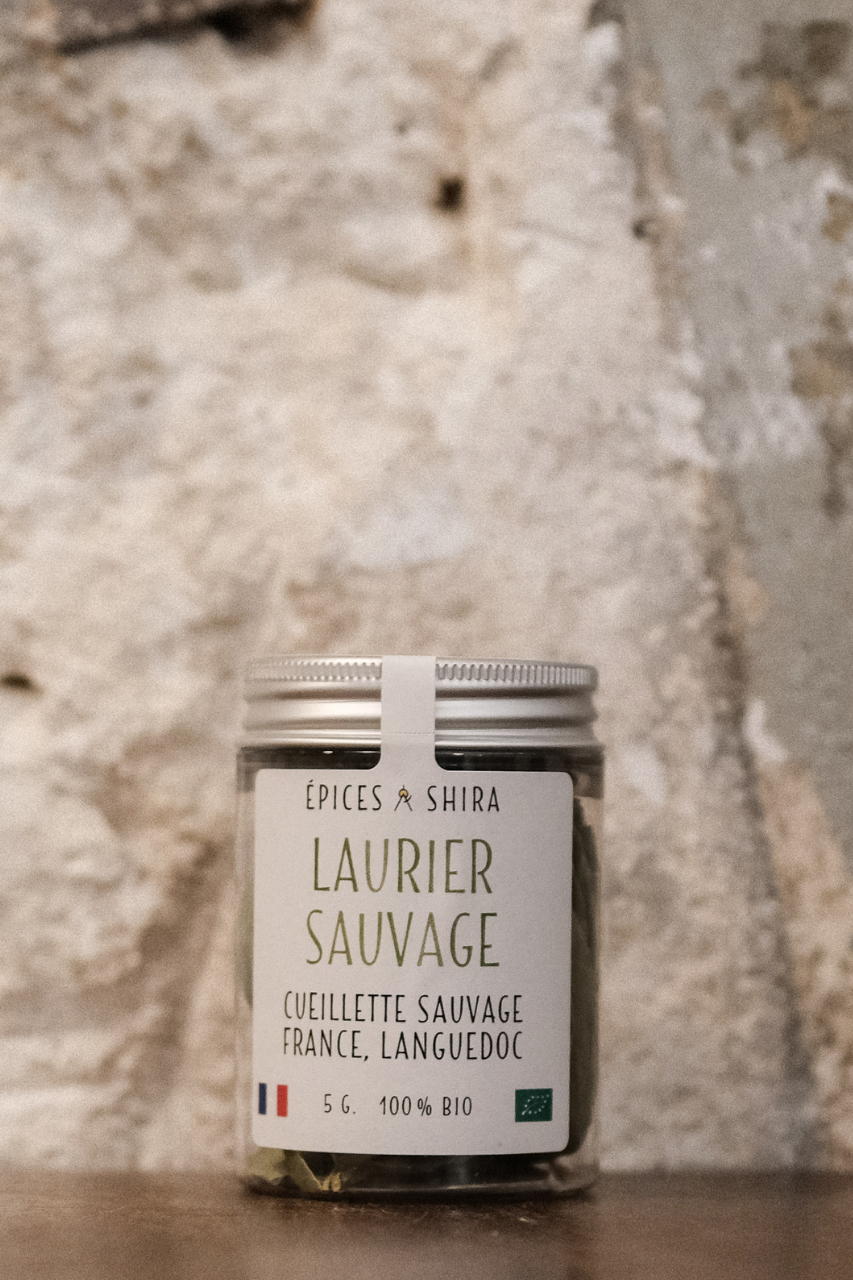 ÉPICES SHIRA
LAURIER
SAUVAGE
CUEILLETTE SAUVAGE
FRANCE, LANGUEDOC
5 G. 100% BIO